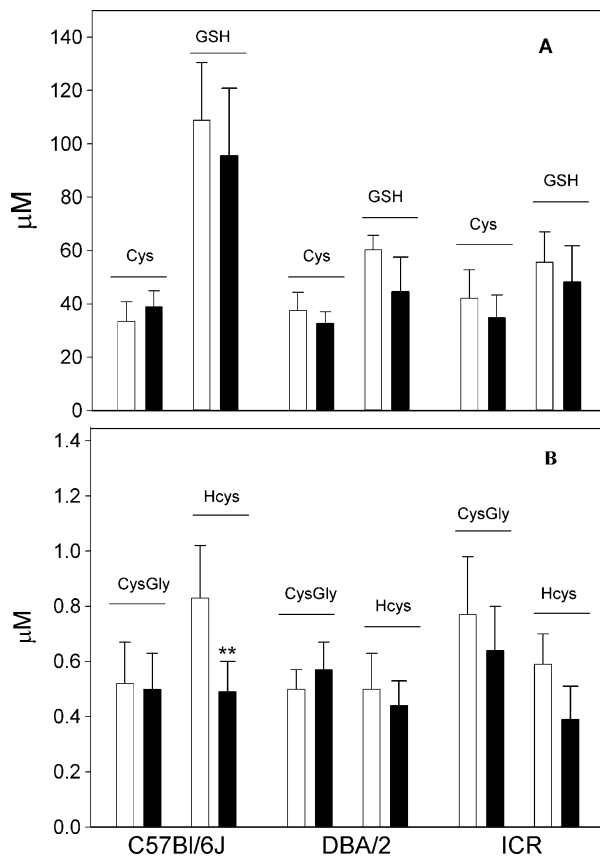 140
120
100
80
60
40
20
0
µM
A
GSH
Cys
GSH
Cys
GSH
Cys
1.4
1.2
1.0
0.8
0.6
0.4
0.2
0.0
µM
B
Hcys
CysGly
**
CysGly
Hcys
CysGly
Hcys
C57Bl/6J DBA/2 ICR